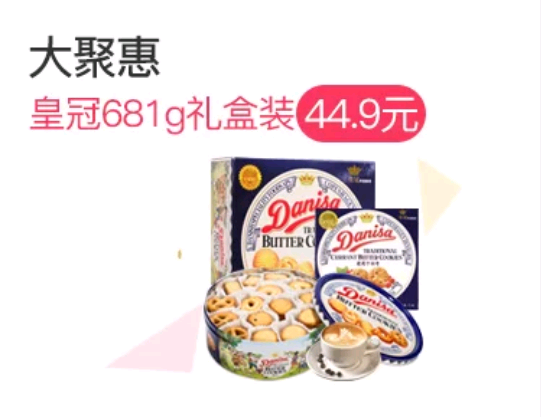 大聚惠
皇冠681g礼盒装 44.9元
Danisa
BUTTER C
Danisa
TRADITIONAL
CURRANT BUTTER COOKIES
Danisa
BUTTER COOKIES
Danisa